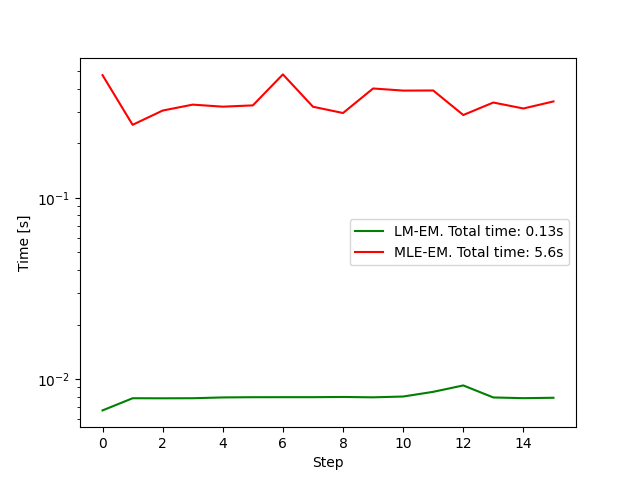 Time [s]
10⁻¹
10⁻²
LM-EM. Total time: 0.13s
MLE-EM. Total time: 5.6s
0 2 4 6 8 10 12 14
Step